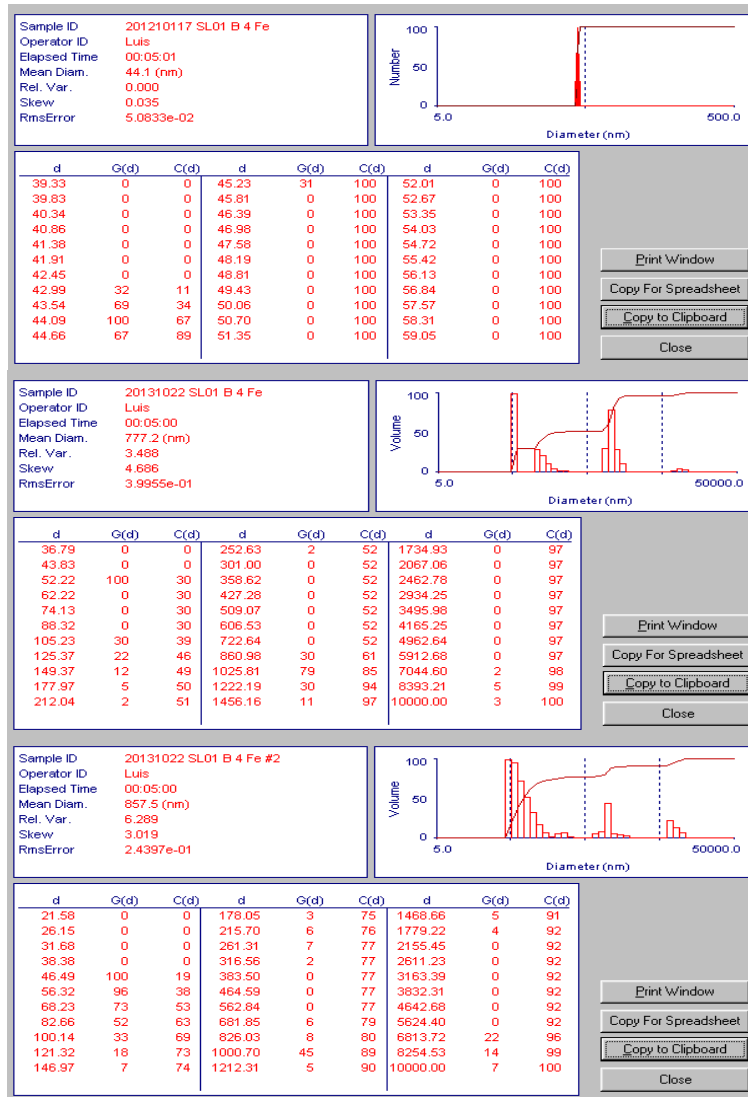 Sample ID 201210117 SL01 B 4 Fe
Operator ID Luis
Elapsed Time 00:05:01
Mean Diam. 44.1 (nm)
Rel. Var. 0.000
Skew 0.035
RmsError 5.0833e-02
100
50
0
Number
5.0 500.0
Diameter (nm)
d G(d) C(d) d G(d) C(d) d G(d) C(d)
39.33 0 0 45.23 31 100 52.01 0 100
39.83 0 0 45.81 0 100 52.67 0 100
40.34 0 0 46.39 0 100 53.35 0 100
40.86 0 0 46.98 0 100 54.03 0 100
41.38 0 0 47.58 0 100 54.72 0 100
41.91 0 0 48.19 0 100 55.42 0 100
42.45 0 0 48.81 0 100 56.13 0 100
42.99 32 11 49.43 0 100 56.84 0 100
43.54 69 34 50.06 0 100 57.57 0 100
44.09 100 67 50.70 0 100 58.31 0 100
44.66 67 89 51.35 0 100 59.05 0 100
Print Window
Copy For Spreadsheet
Copy to Clipboard
Close
Sample ID 20131022 SL01 B 4 Fe
Operator ID Luis
Elapsed Time 00:05:00
Mean Diam. 777.2 (nm)
Rel. Var. 3.488
Skew 4.686
RmsError 3.9955e-01
100
50
0
Volume
5.0 50000.0
Diameter (nm)
d G(d) C(d) d G(d) C(d) d G(d) C(d)
36.79 0 0 252.63 2 52 1734.93 0 97
43.83 0 0 301.00 0 52 2067.06 0 97
52.22 100 30 358.62 0 52 2462.78 0 97
62.22 0 30 427.28 0 52 2934.25 0 97
74.13 0 30 509.07 0 52 3495.98 0 97
88.32 0 30 606.53 0 52 4165.25 0 97
105.23 30 39 722.64 0 52 4962.64 0 97
125.37 22 46 860.98 30 61 5912.68 0 97
149.37 12 49 1025.81 79 85 7044.60 2 98
177.97 5 50 1222.19 30 94 8393.21 5 99
212.04 2 51 1456.16 11 97 10000.00 3 100
Print Window
Copy For Spreadsheet
Copy to Clipboard
Close
Sample ID 20131022 SL01 B 4 Fe #2
Operator ID Luis
Elapsed Time 00:05:00
Mean Diam. 857.5 (nm)
Rel. Var. 6.289
Skew 3.019
RmsError 2.4397e-01
100
50
0
Volume
5.0 50000.0
Diameter (nm)
d G(d) C(d) d G(d) C(d) d G(d) C(d)
21.58 0 0 178.05 3 75 1468.66 5 91
26.15 0 0 215.70 6 76 1779.22 4 92
31.68 0 0 261.31 7 77 2155.45 0 92
38.38 0 0 316.56 2 77 2611.23 0 92
46.49 100 19 383.50 0 77 3163.39 0 92
56.32 96 38 464.59 0 77 3832.31 0 92
68.23 73 53 562.84 0 77 4642.68 0 92
82.66 52 63 681.85 6 79 5624.40 0 92
100.14 33 69 826.03 8 80 6813.72 22 96
121.32 18 73 1000.70 45 89 8254.53 14 99
146.97 7 74 1212.31 5 90 10000.00 7 100
Print Window
Copy For Spreadsheet
Copy to Clipboard
Close